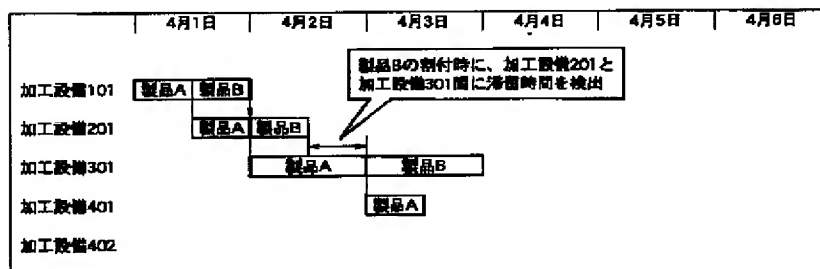 4月1日 4月2日 4月3日 4月4日 4月5日 4月6日
製品Bの割付時に、加工設備201と
加工設備301間に滞留時間を検出
加工設備101 製品A 製品B
加工設備201 製品A 製品B
加工設備301 製品A 製品B
加工設備401 製品A
加工設備402